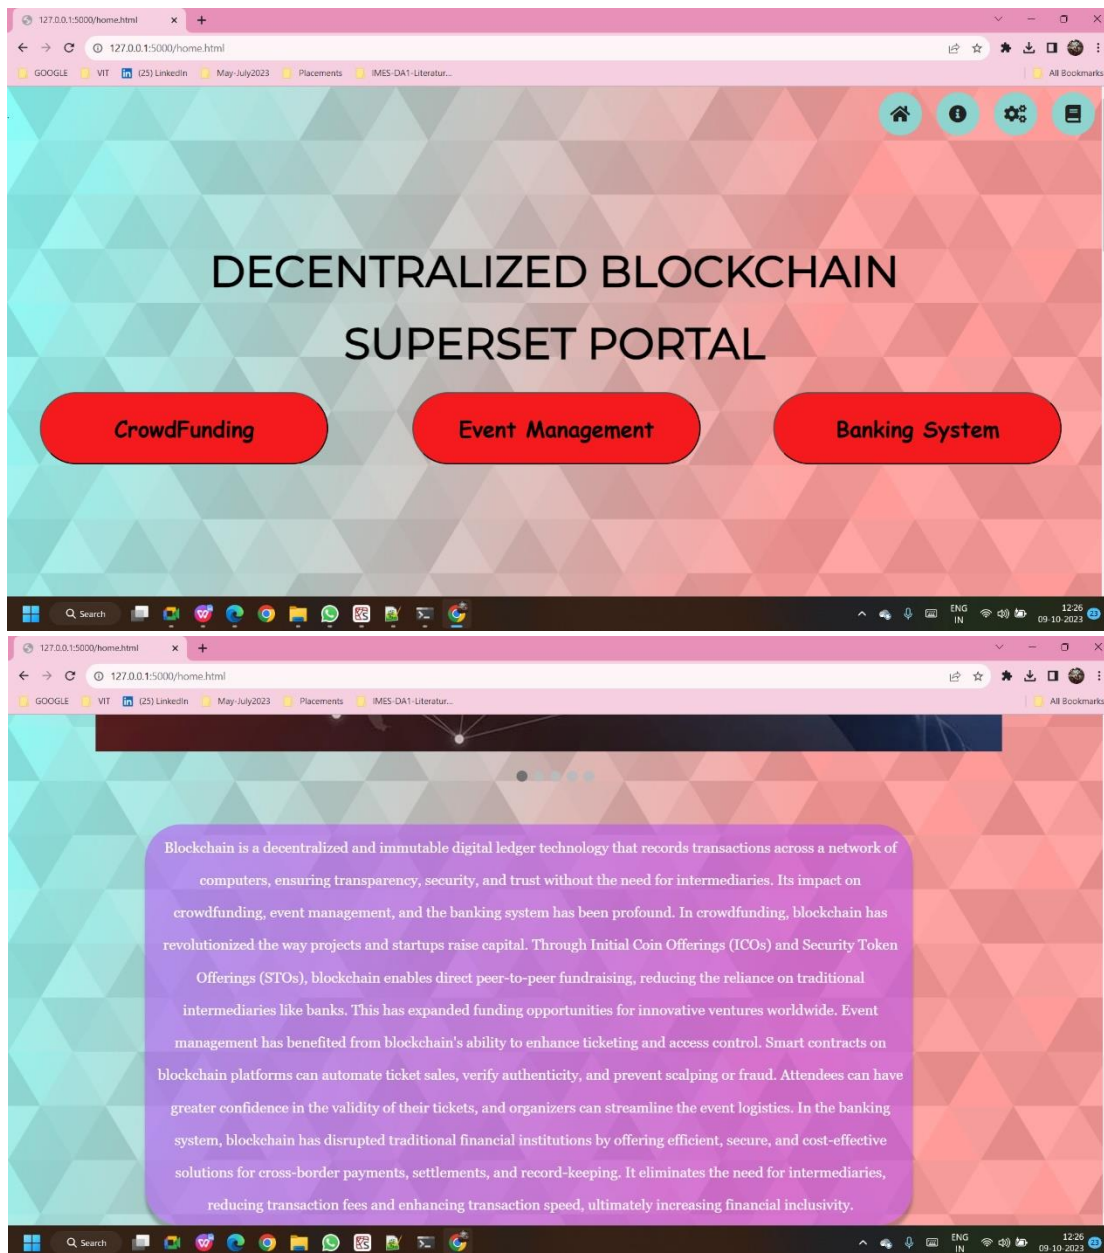 127.0.0.1:5000/home.html
127.0.0.1:5000/home.html
GOOGLE VIT (25) LinkedIn May-July2023 Placements IMES-DA1-Literatur... All Bookmarks
DECENTRALIZED BLOCKCHAIN
SUPERSET PORTAL
CrowdFunding Event Management Banking System
Search ENG 12:26
IN 09-10-2023 23
127.0.0.1:5000/home.html
127.0.0.1:5000/home.html
GOOGLE VIT (25) LinkedIn May-July2023 Placements IMES-DA1-Literatur... All Bookmarks
Blockchain is a decentralized and immutable digital ledger technology that records transactions across a network of
computers, ensuring transparency, security, and trust without the need for intermediaries. Its impact on
crowdfunding, event management, and the banking system has been profound. In crowdfunding, blockchain has
revolutionized the way projects and startups raise capital. Through Initial Coin Offerings (ICOs) and Security Token
Offerings (STOs), blockchain enables direct peer-to-peer fundraising, reducing the reliance on traditional
intermediaries like banks. This has expanded funding opportunities for innovative ventures worldwide. Event
management has benefited from blockchain's ability to enhance ticketing and access control. Smart contracts on
blockchain platforms can automate ticket sales, verify authenticity, and prevent scalping or fraud. Attendees can have
greater confidence in the validity of their tickets, and organizers can streamline the event logistics. In the banking
system, blockchain has disrupted traditional financial institutions by offering efficient, secure, and cost-effective
solutions for cross-border payments, settlements, and record-keeping. It eliminates the need for intermediaries,
reducing transaction fees and enhancing transaction speed, ultimately increasing financial inclusivity.
Search ENG 12:26
IN 09-10-2023 23